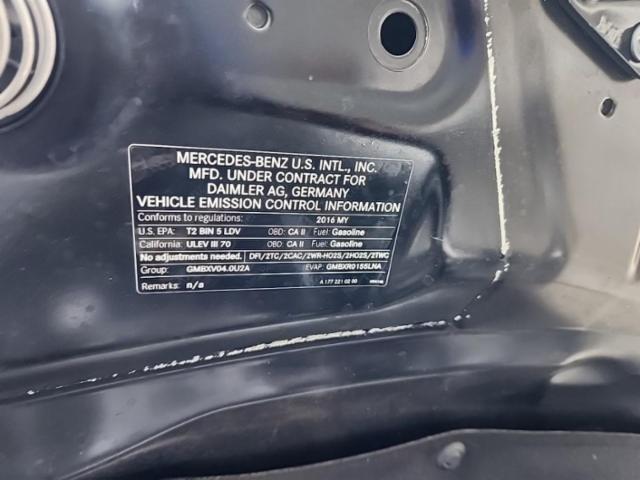 MERCEDES-BENZ U.S. INTL., INC.
MFD. UNDER CONTRACT FOR
DAIMLER AG, GERMANY
VEHICLE EMISSION CONTROL INFORMATION
Conforms to regulations: 2016 MY
U.S. EPA: T2 BIN 5 LDV OBD: CA II Fuel: Gasoline
California: ULEV III 70 OBD: CA II Fuel: Gasoline
No adjustments needed. DFI/2TC/2CAC/2WR-HO2S/2HO2S/2TWC
Group: GMBXV04.0U2A EVAP: GMBXR0155LNA
Remarks: n/a A 177 221 02 00